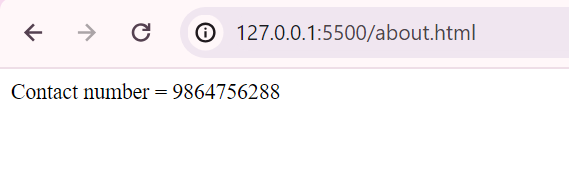 127.0.0.1:5500/about.html
Contact number = 9864756288